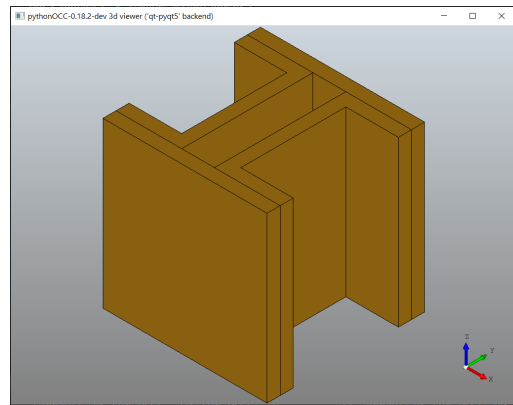 pythonOCC-0.18.2-dev 3d viewer ('qt-pyqt5' backend)
Z
Y
X